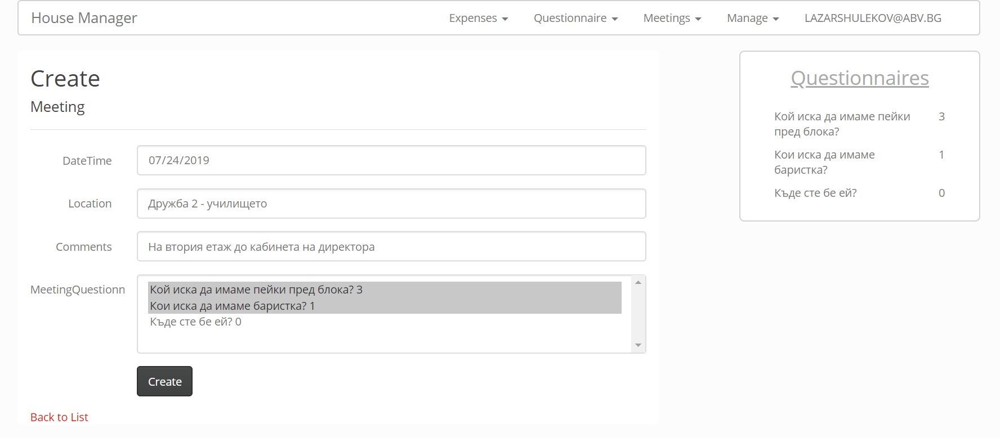 House Manager
Expenses
Questionnaire
Meetings
Manage
LAZARSHULEKOV@ABV.BG
Create
Meeting
DateTime
07/24/2019
Location
Дружба 2 - училището
Comments
На втория етаж до кабинета на директора
MeetingQuestionn
Кой иска да имаме пейки пред блока? 3
Кои иска да имаме баристка? 1
Къде сте бе ей? 0
Create
Back to List
Questionnaires
Кой иска да имаме пейки 3
пред блока?
Кои иска да имаме 1
баристка?
Къде сте бе ей? 0